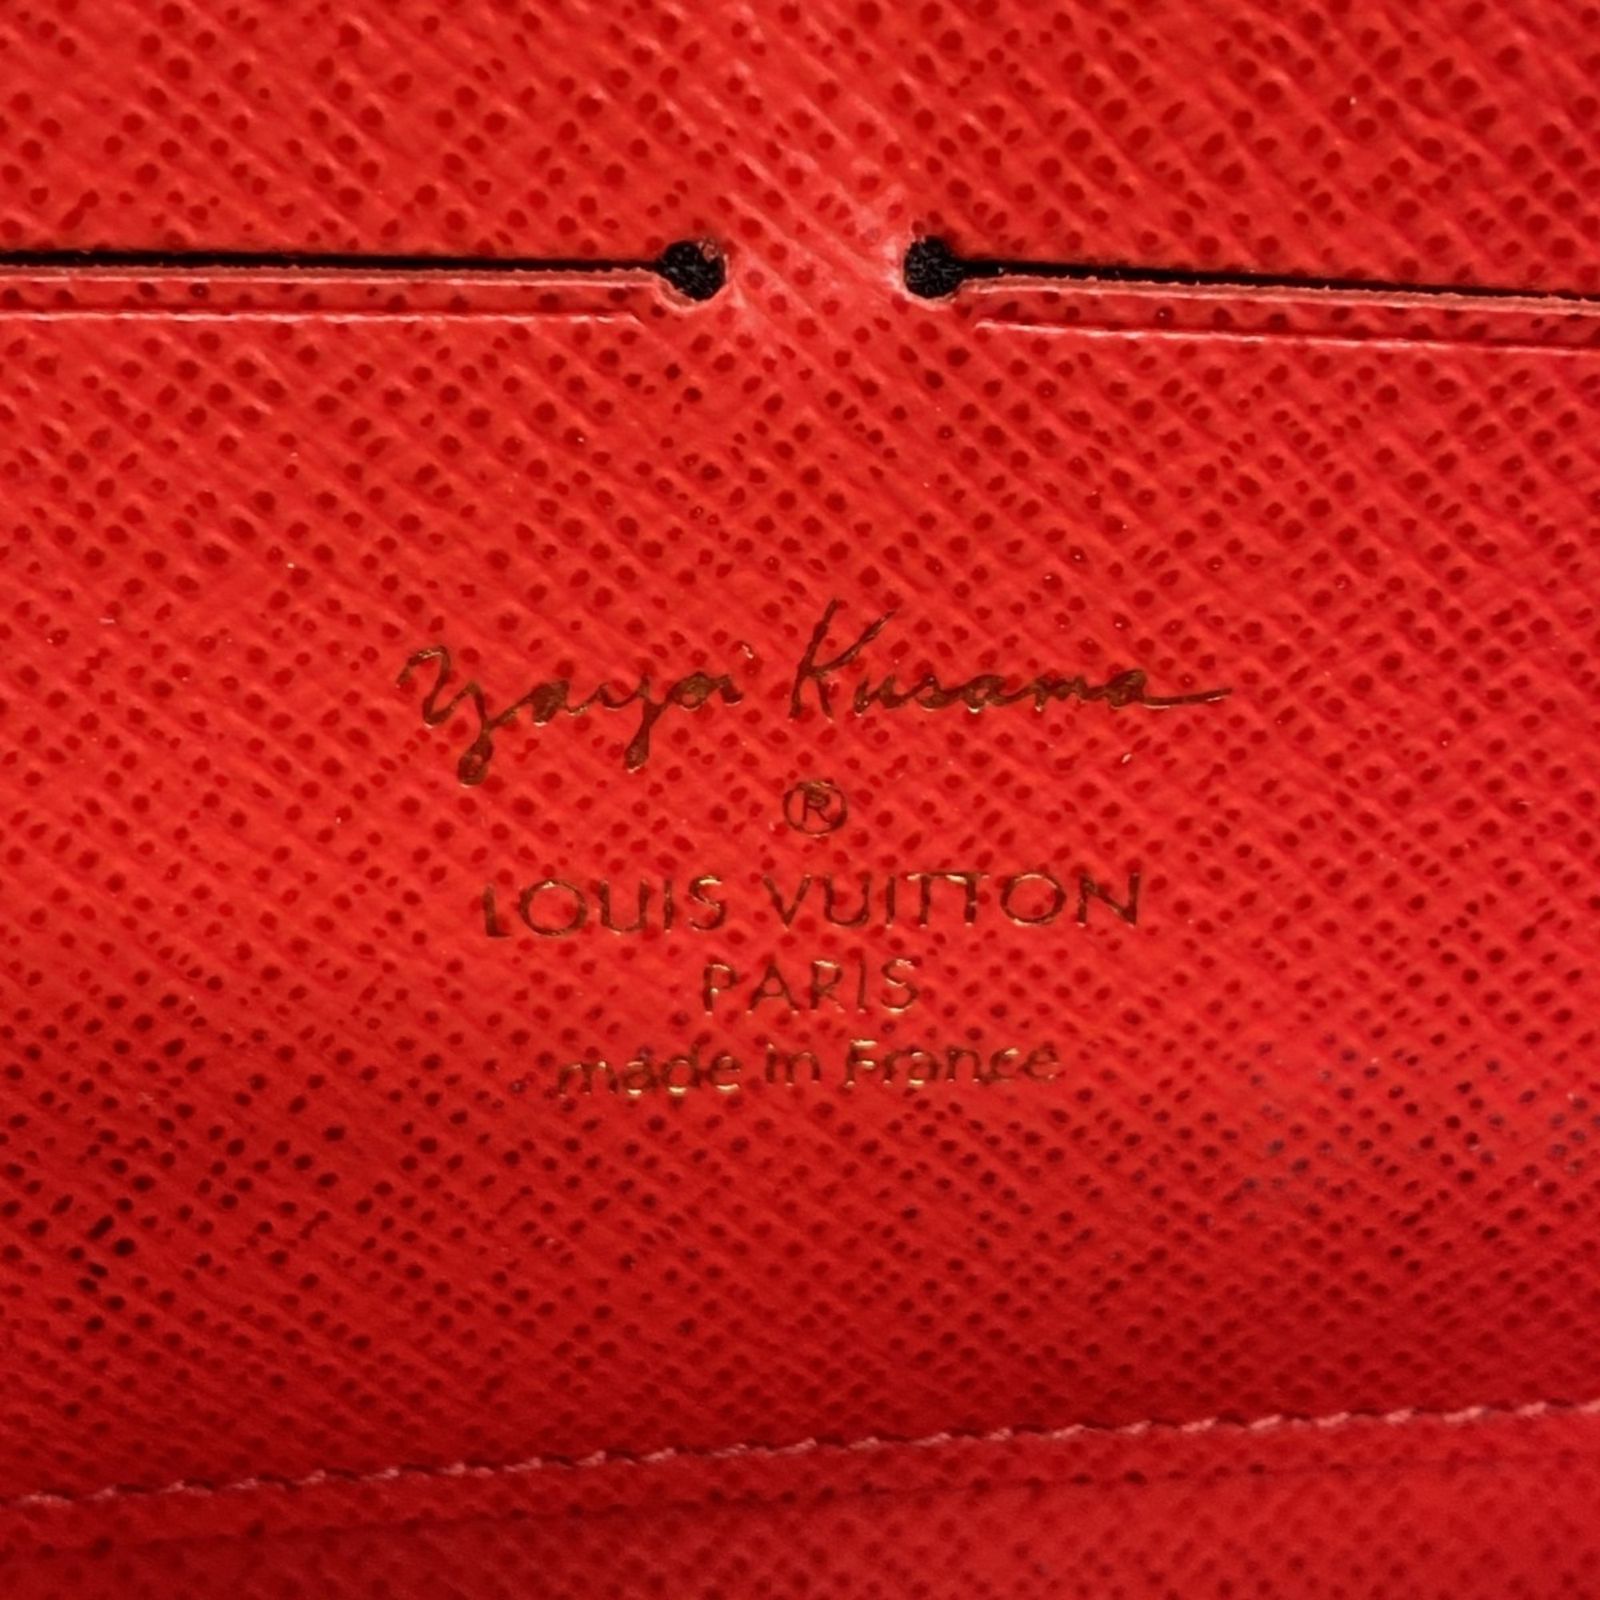 Yayoi Kusama
®
LOUIS VUITTON
PARIS
made in France